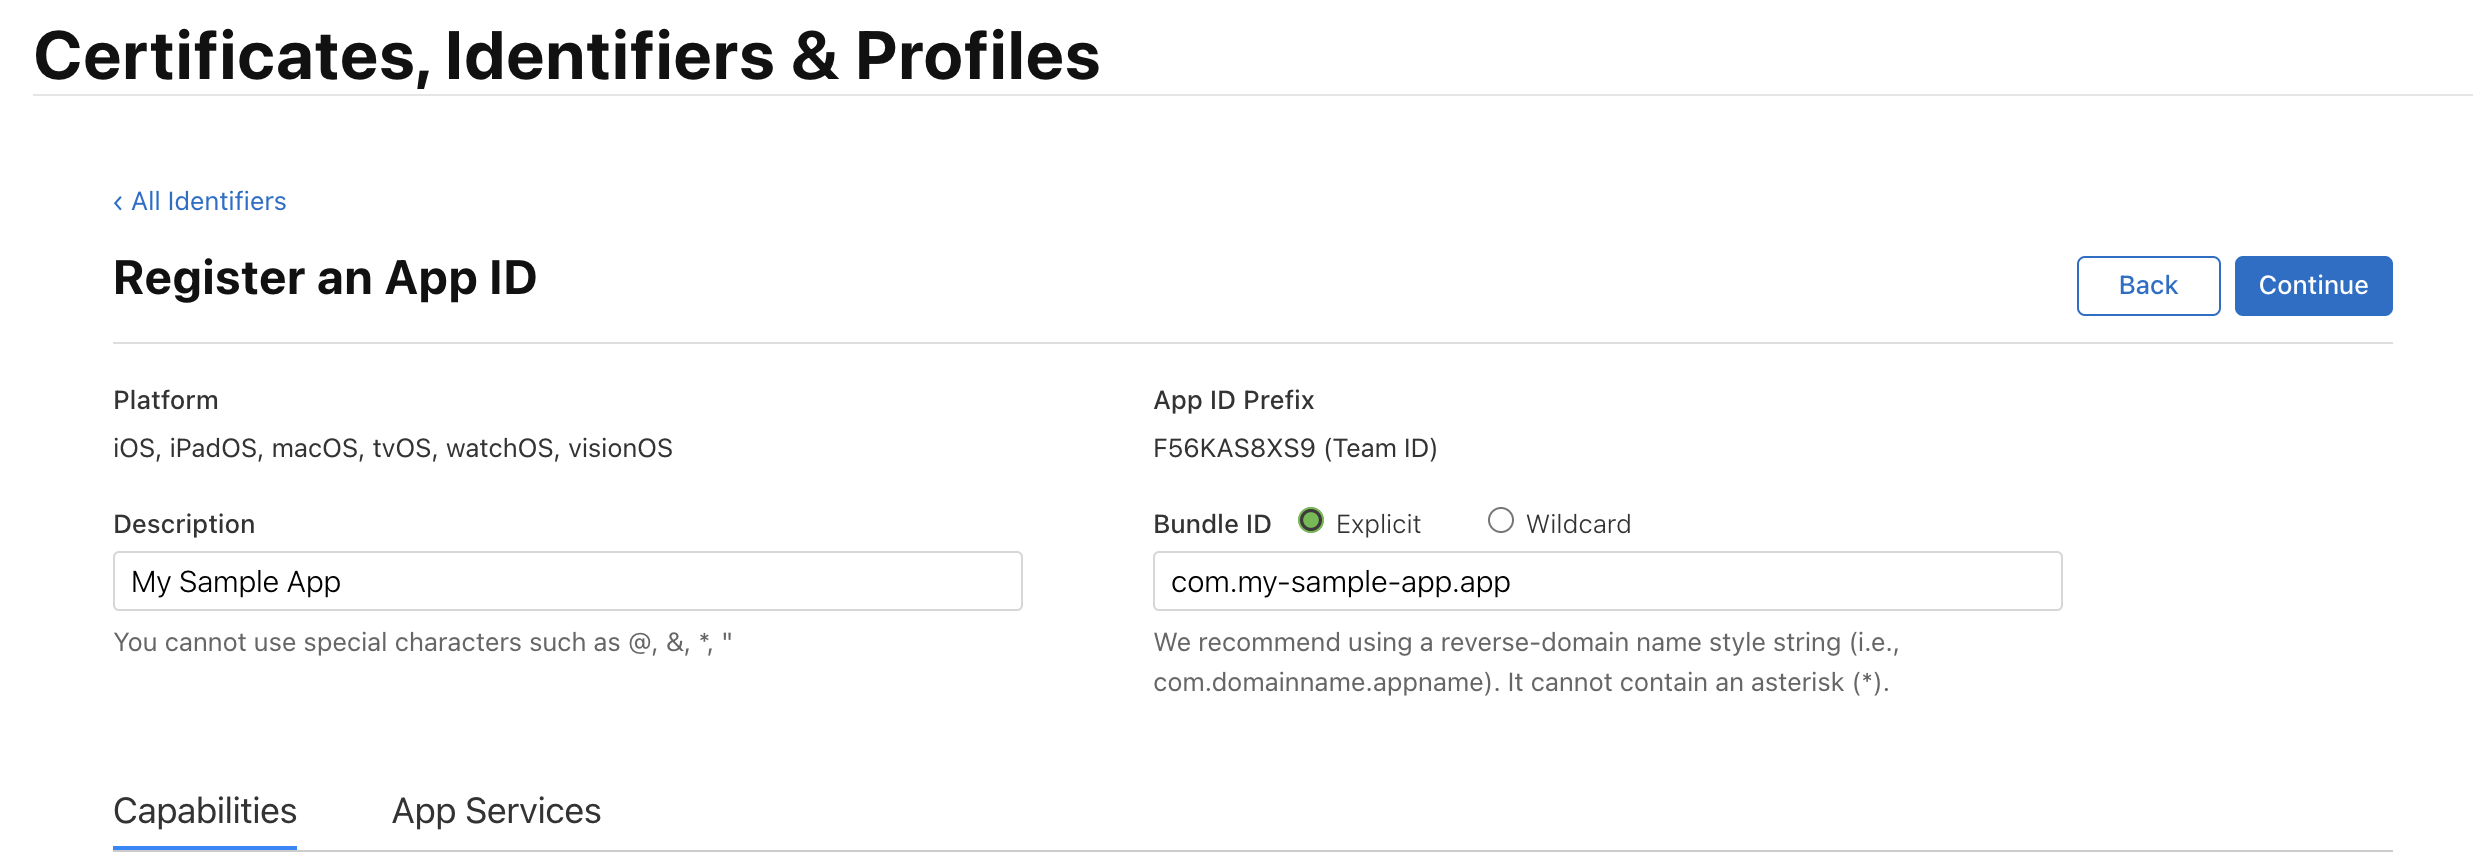 Certificates, Identifiers & Profiles
‹ All Identifiers
Register an App ID
Back
Continue
Platform
iOS, iPadOS, macOS, tvOS, watchOS, visionOS
App ID Prefix
F56KAS8XS9 (Team ID)
Description
My Sample App
You cannot use special characters such as @, &, *, "
Bundle ID Explicit Wildcard
com.my-sample-app.app
We recommend using a reverse-domain name style string (i.e.,
com.domainname.appname). It cannot contain an asterisk (*).
Capabilities
App Services